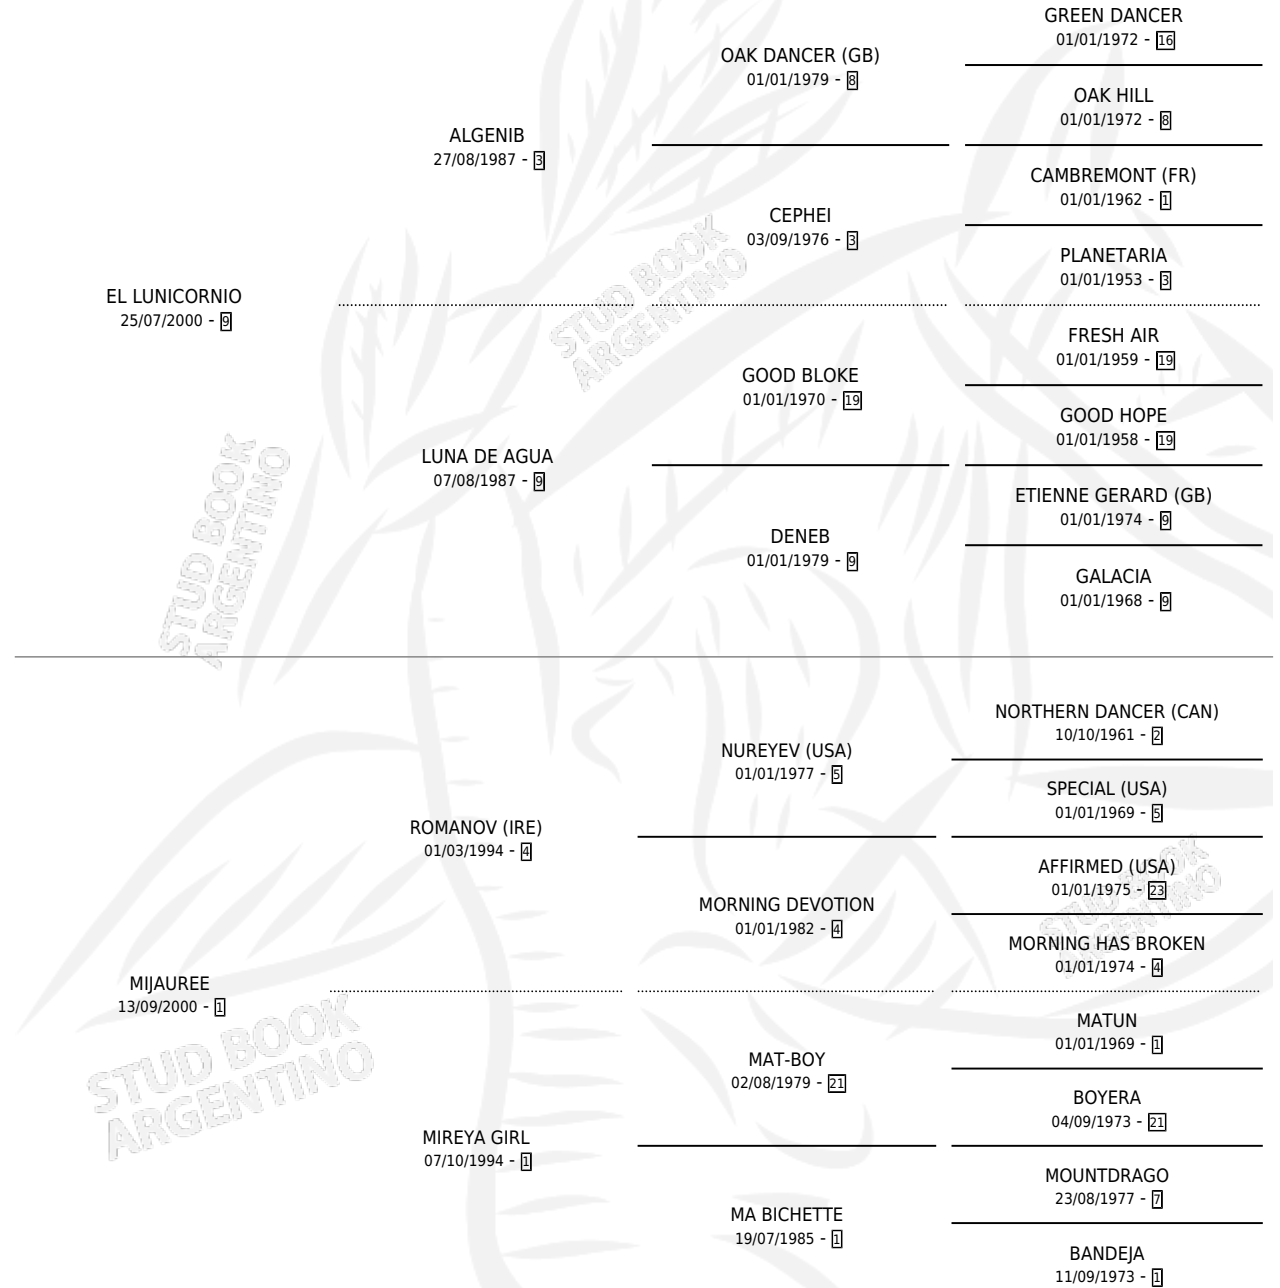 GREEN DANCER
01/01/1972 - 16
OAK DANCER (GB)
01/01/1979 - 8
OAK HILL
01/01/1972 - 8
ALGENIB
27/08/1987 - 3
CAMBREMONT (FR)
01/01/1962 - 1
CEPHEI
03/09/1976 - 3
PLANETARIA
01/01/1953 - 3
EL LUNICORNIO
25/07/2000 - 9
FRESH AIR
01/01/1959 - 19
GOOD BLOKE
01/01/1970 - 19
GOOD HOPE
01/01/1958 - 19
LUNA DE AGUA
07/08/1987 - 9
ETIENNE GERARD (GB)
01/01/1974 - 9
DENEB
01/01/1979 - 9
GALACIA
01/01/1968 - 9
NORTHERN DANCER (CAN)
10/10/1961 - 2
NUREYEV (USA)
01/01/1977 - 5
SPECIAL (USA)
01/01/1969 - 5
ROMANOV (IRE)
01/03/1994 - 4
AFFIRMED (USA)
01/01/1975 - 23
MORNING DEVOTION
01/01/1982 - 4
MORNING HAS BROKEN
01/01/1974 - 4
MIJAUREE
13/09/2000 - 1
MATUN
01/01/1969 - 1
MAT-BOY
02/08/1979 - 21
BOYERA
04/09/1973 - 21
MIREYA GIRL
07/10/1994 - 1
MOUNTDRAGO
23/08/1977 - 7
MA BICHETTE
19/07/1985 - 1
BANDEJA
11/09/1973 - 1
STUD BOOK
ARGENTINO
STUD BOOK
ARGENTINO
STUD BOOK
ARGENTINO
STUD BOOK
ARGENTINO